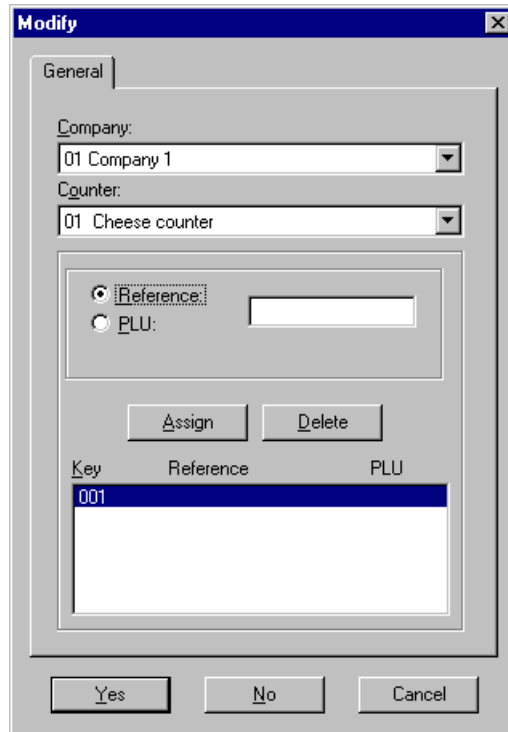 Modify
General
Company:
01 Company 1
Counter:
01 Cheese counter
Reference:
PLU:
Assign Delete
Key Reference PLU
001
Yes No Cancel